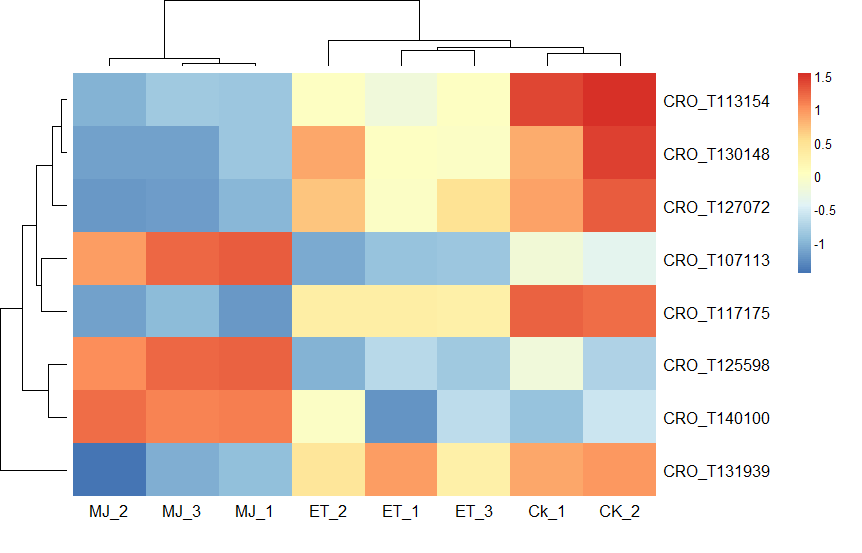 CRO_T113154
CRO_T130148
CRO_T127072
CRO_T107113
CRO_T117175
CRO_T125598
CRO_T140100
CRO_T131939
MJ_2 MJ_3 MJ_1 ET_2 ET_1 ET_3 Ck_1 CK_2
1.5
1
0.5
0
-0.5
-1